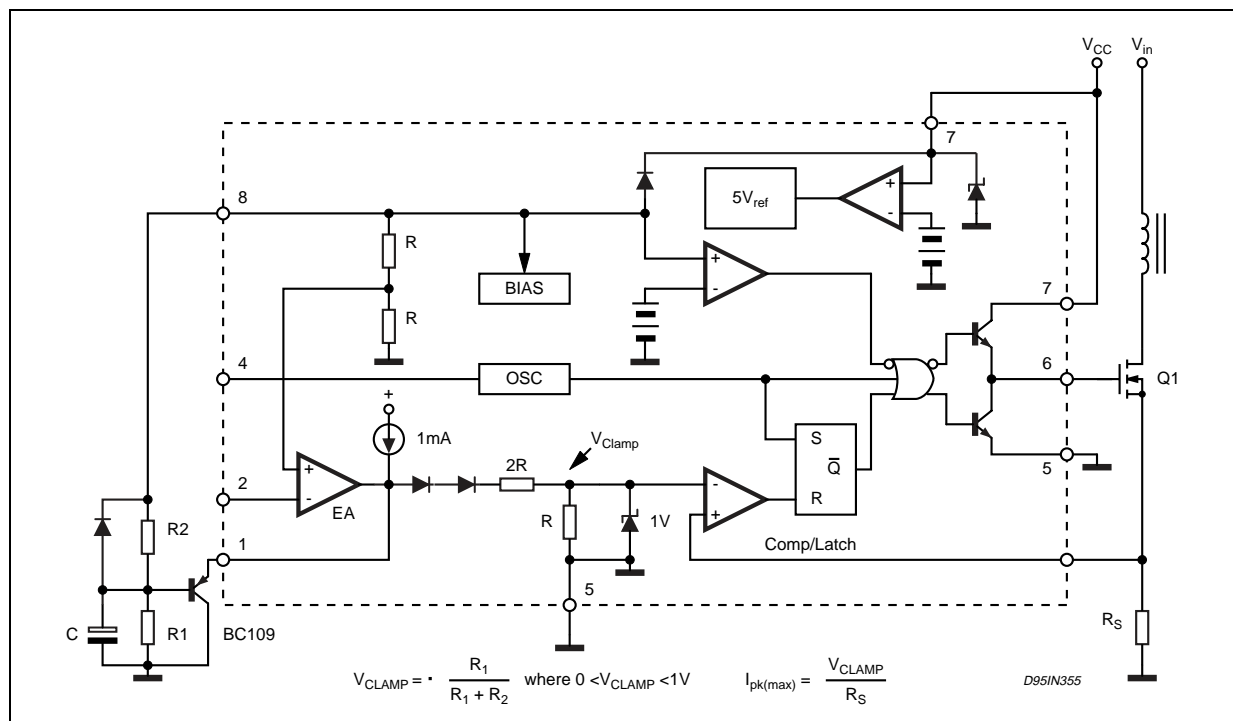 VCC Vin
7
8
5Vref
+
-
R
BIAS
+
-
R
7
4
OSC
6
Q1
+
1mA
VClamp
S
Q̅
R
5
2R
2
+
-
EA
R
1V
-
+
Comp/Latch
R2
1
5
C
R1
BC109
RS
VCLAMP = · R1 / R1 + R2 where 0 <VCLAMP <1V Ipk(max) = VCLAMP / RS
D95IN355